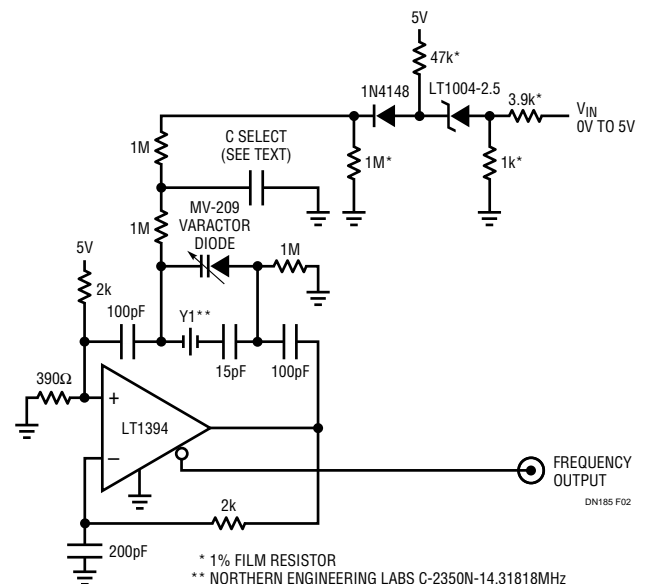 5V
47k*
1N4148
LT1004-2.5
3.9k*
VIN
0V TO 5V
1M
C SELECT
(SEE TEXT)
1M*
1k*
1M
MV-209
VARACTOR
DIODE
1M
5V
2k
100pF
Y1**
15pF
100pF
390Ω
+
LT1394
–
FREQUENCY
OUTPUT
DN185 F02
2k
200pF
* 1% FILM RESISTOR
** NORTHERN ENGINEERING LABS C-2350N-14.31818MHz